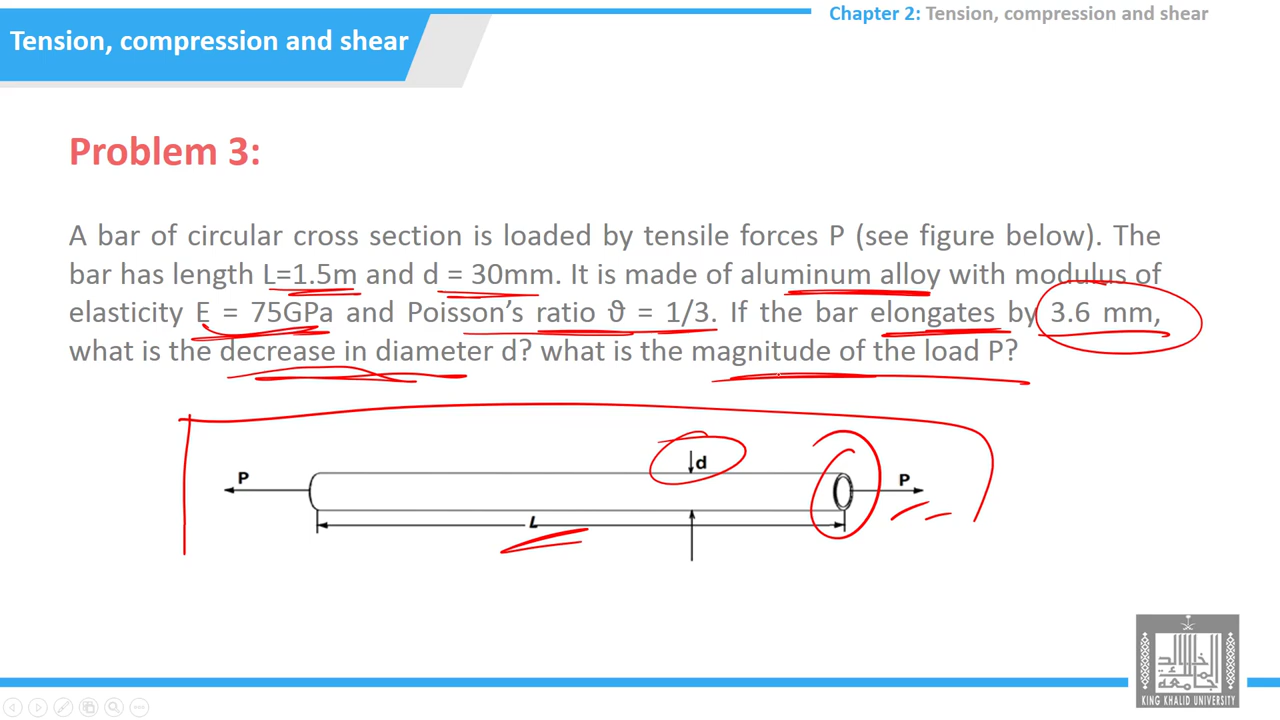 Chapter 2: Tension, compression and shear
Tension, compression and shear
Problem 3:
A bar of circular cross section is loaded by tensile forces P (see figure below). The
bar has length L=1.5m and d = 30mm. It is made of aluminum alloy with modulus of
elasticity E = 75GPa and Poisson's ratio ϑ = 1/3. If the bar elongates by 3.6 mm,
what is the decrease in diameter d? what is the magnitude of the load P?
d
P
P
L
KING KHALID UNIVERSITY